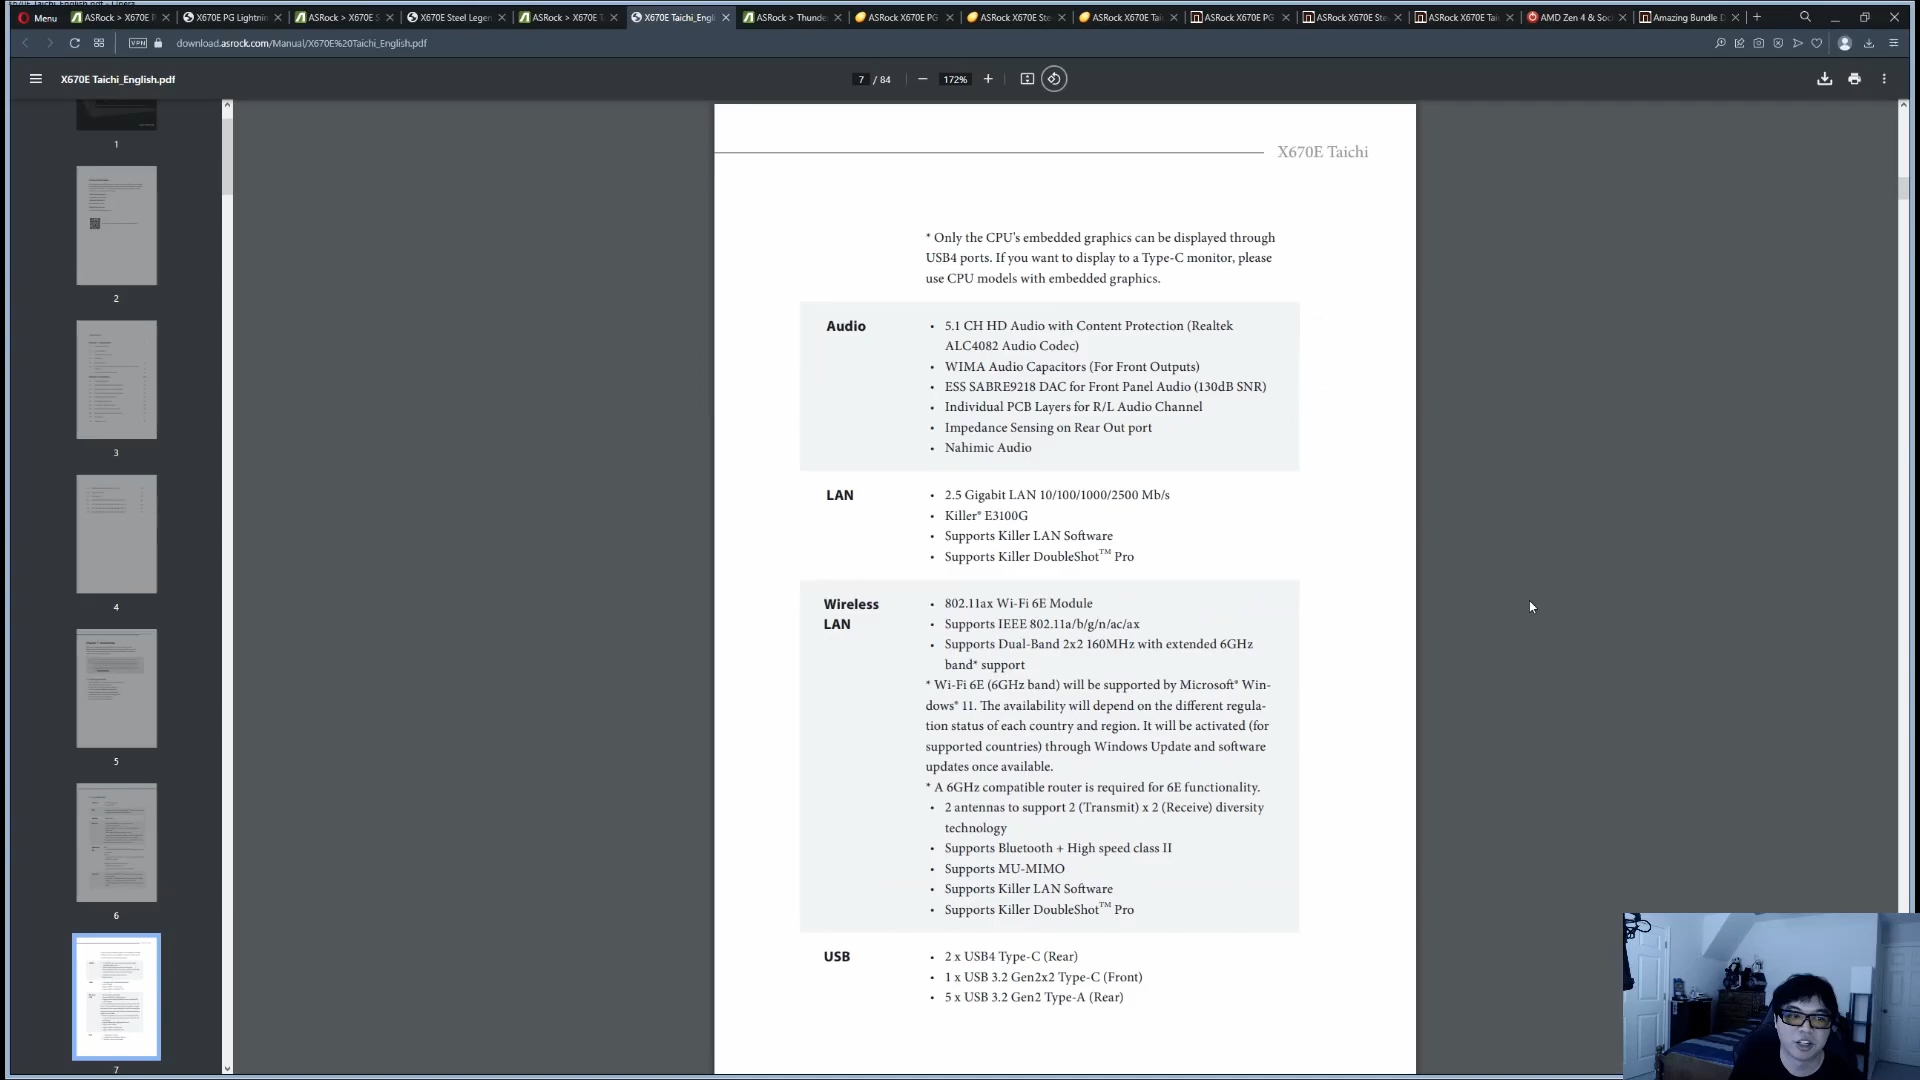 Menu
ASRock > X670E P
X670E PG Lightnin
ASRock > X670E S
X670E Steel Legen
ASRock > X670E T
X670E Taichi_Engli
ASRock > Thunde
ASRock X670E PG
ASRock X670E Ste
ASRock X670E Tai
ASRock X670E PG
ASRock X670E Ste
ASRock X670E Tai
AMD Zen 4 & Soc
Amazing Bundle D
VPN
download.asrock.com/Manual/X670E%20Taichi_English.pdf
X670E Taichi_English.pdf
7 / 84
172%
1
2
3
4
5
6
7
X670E Taichi
* Only the CPU's embedded graphics can be displayed through
USB4 ports. If you want to display to a Type-C monitor, please
use CPU models with embedded graphics.
Audio
• 5.1 CH HD Audio with Content Protection (Realtek
ALC4082 Audio Codec)
• WIMA Audio Capacitors (For Front Outputs)
• ESS SABRE9218 DAC for Front Panel Audio (130dB SNR)
• Individual PCB Layers for R/L Audio Channel
• Impedance Sensing on Rear Out port
• Nahimic Audio
LAN
• 2.5 Gigabit LAN 10/100/1000/2500 Mb/s
• Killer® E3100G
• Supports Killer LAN Software
• Supports Killer DoubleShot™ Pro
Wireless
LAN
• 802.11ax Wi-Fi 6E Module
• Supports IEEE 802.11a/b/g/n/ac/ax
• Supports Dual-Band 2x2 160MHz with extended 6GHz
band* support
* Wi-Fi 6E (6GHz band) will be supported by Microsoft® Win-
dows® 11. The availability will depend on the different regula-
tion status of each country and region. It will be activated (for
supported countries) through Windows Update and software
updates once available.
* A 6GHz compatible router is required for 6E functionality.
• 2 antennas to support 2 (Transmit) x 2 (Receive) diversity
technology
• Supports Bluetooth + High speed class II
• Supports MU-MIMO
• Supports Killer LAN Software
• Supports Killer DoubleShot™ Pro
USB
• 2 x USB4 Type-C (Rear)
• 1 x USB 3.2 Gen2x2 Type-C (Front)
• 5 x USB 3.2 Gen2 Type-A (Rear)